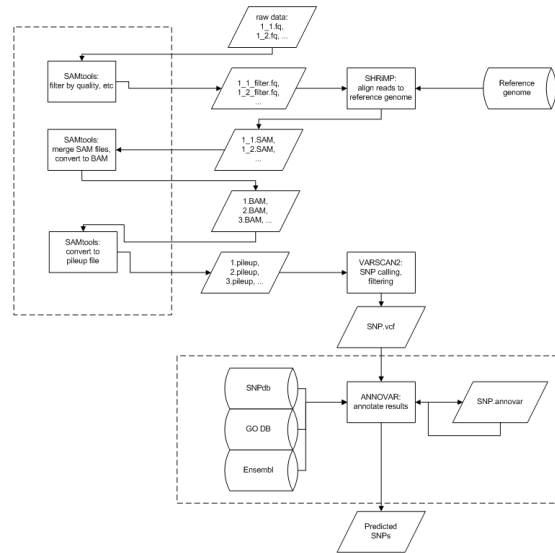 raw data:
1_1.fq,
1_2.fq, ...
SAMtools:
filter by quality, etc
1_1_filter.fq,
1_2_filter.fq,
...
SHRiMP:
align reads to
reference genome
Reference
genome
SAMtools:
merge SAM files,
convert to BAM
1_1.SAM,
1_2.SAM,
...
1.BAM,
2.BAM,
3.BAM, ...
SAMtools:
convert to
pileup file
1.pileup,
2.pileup,
3.pileup, ...
VARSCAN2:
SNP calling,
filtering
SNP.vcf
SNPdb
GO DB
Ensembl
ANNOVAR:
annotate results
SNP.annovar
Predicted
SNPs